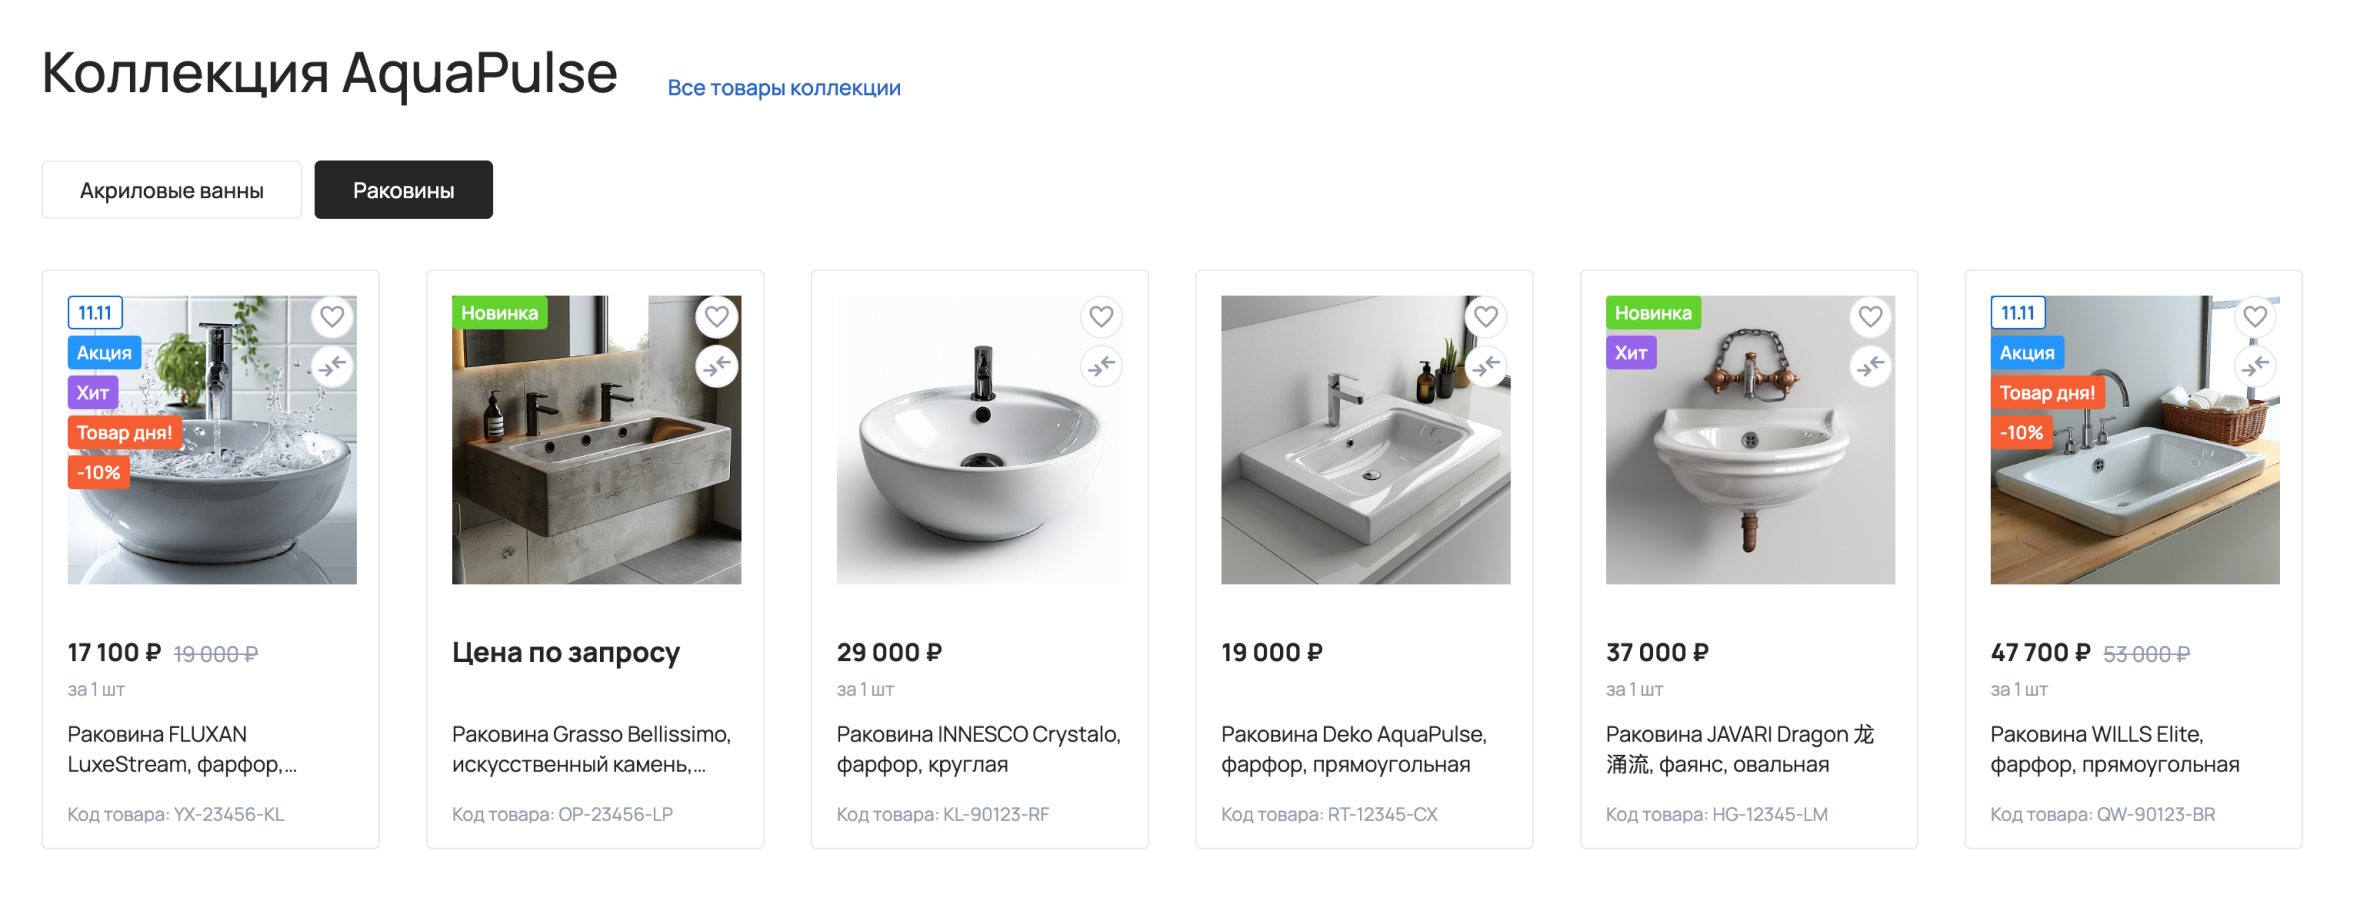 Коллекция AquaPulse
Все товары коллекции
Акриловые ванны
Раковины
11.11
Акция
Хит
Товар дня!
-10%
17 100 ₽ 19 000 ₽
за 1 шт
Раковина FLUXAN
LuxeStream, фарфор,...
Код товара: YX-23456-KL
Новинка
Цена по запросу
Раковина Grasso Bellissimo,
искусственный камень,...
Код товара: OP-23456-LP
29 000 ₽
за 1 шт
Раковина INNESCO Crystalo,
фарфор, круглая
Код товара: KL-90123-RF
19 000 ₽
Раковина Deko AquaPulse,
фарфор, прямоугольная
Код товара: RT-12345-CX
Новинка
Хит
37 000 ₽
за 1 шт
Раковина JAVARI Dragon 龙
涌流, фаянс, овальная
Код товара: HG-12345-LM
11.11
Акция
Товар дня!
-10%
47 700 ₽ 53 000 ₽
за 1 шт
Раковина WILLS Elite,
фарфор, прямоугольная
Код товара: QW-90123-BR